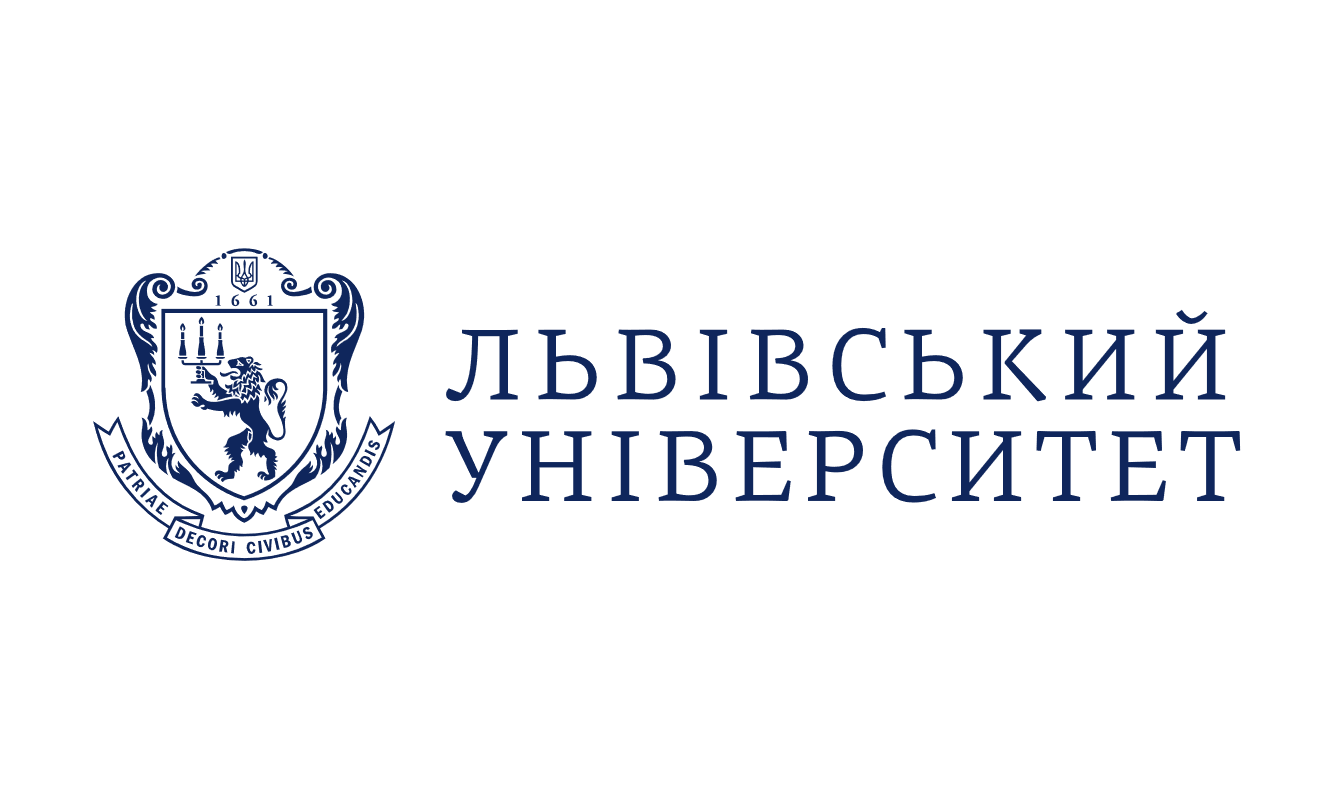 1661
PATRIAE
DECORI CIVIBUS
EDUCANDIS
ЛЬВІВСЬКИЙ
УНІВЕРСИТЕТ